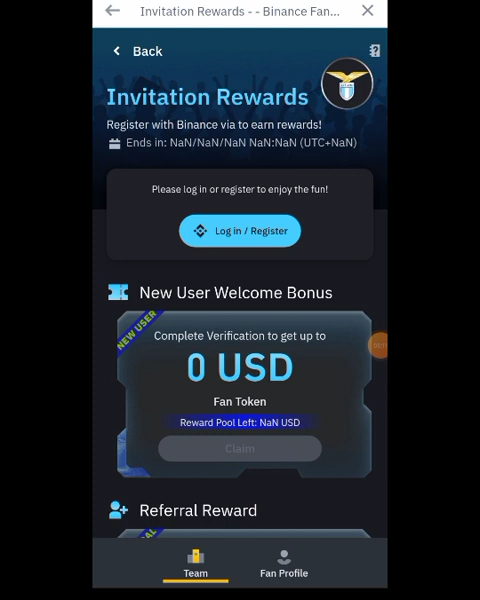 Invitation Rewards - - Binance Fan...
Back
Invitation Rewards
Register with Binance via to earn rewards!
Ends in: NaN/NaN/NaN NaN:NaN (UTC+NaN)
Please log in or register to enjoy the fun!
Log in / Register
New User Welcome Bonus
NEW USER
Complete Verification to get up to
0 USD
Fan Token
Reward Pool Left: NaN USD
Claim
Referral Reward
Team
Fan Profile